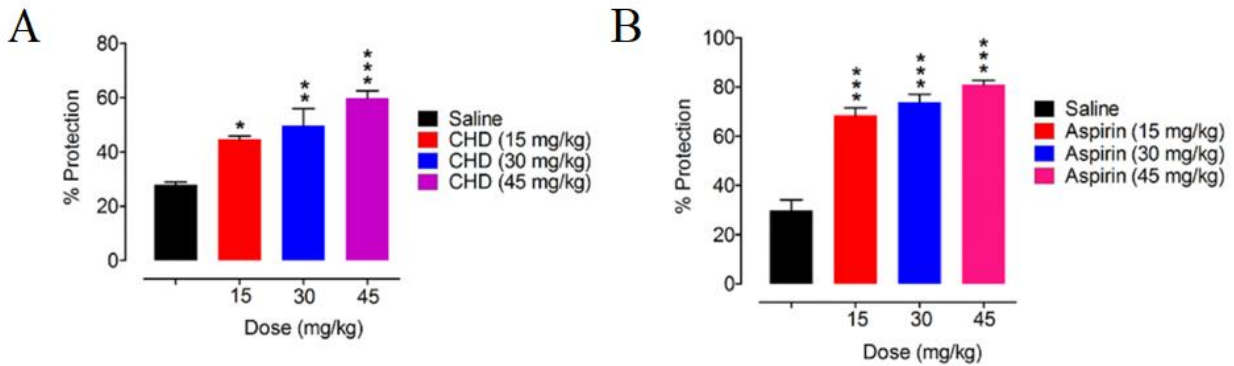 A
% Protection
80
60
40
20
0
*
**
***
15
30
45
Dose (mg/kg)
Saline
CHD (15 mg/kg)
CHD (30 mg/kg)
CHD (45 mg/kg)
B
% Protection
100
80
60
40
20
0
***
***
***
15
30
45
Dose (mg/kg)
Saline
Aspirin (15 mg/kg)
Aspirin (30 mg/kg)
Aspirin (45 mg/kg)